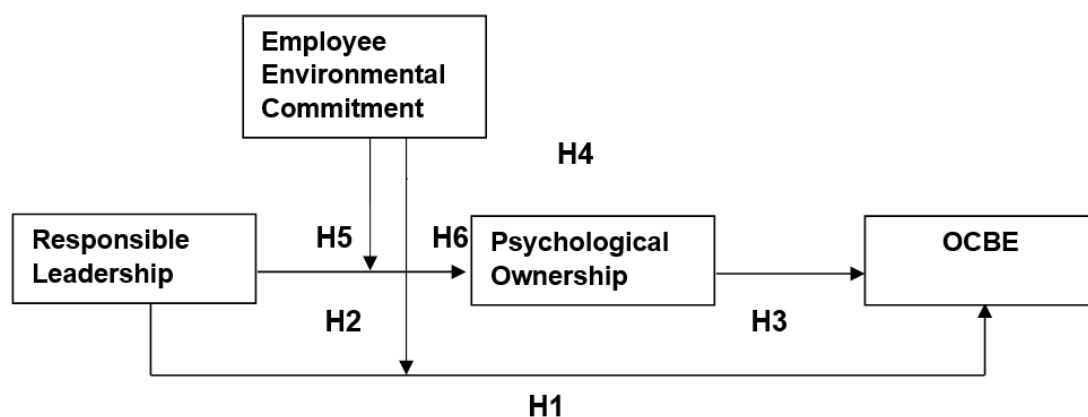 Employee
Environmental
Commitment
H4
Responsible
Leadership
H5
H6
Psychological
Ownership
OCBE
H2
H3
H1